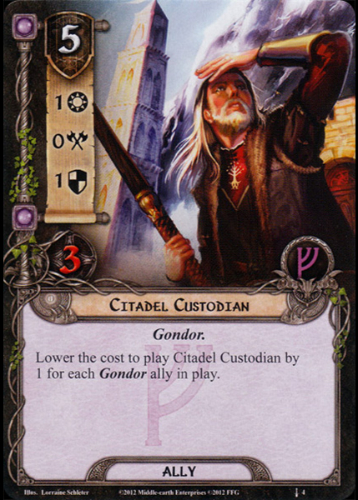 5
1
0
1
3
CITADEL CUSTODIAN
Gondor.
Lower the cost to play Citadel Custodian by
1 for each Gondor ally in play.
ALLY
Illus. Lorraine Schleter ©2012 Middle-earth Enterprises ©2012 FFG 4